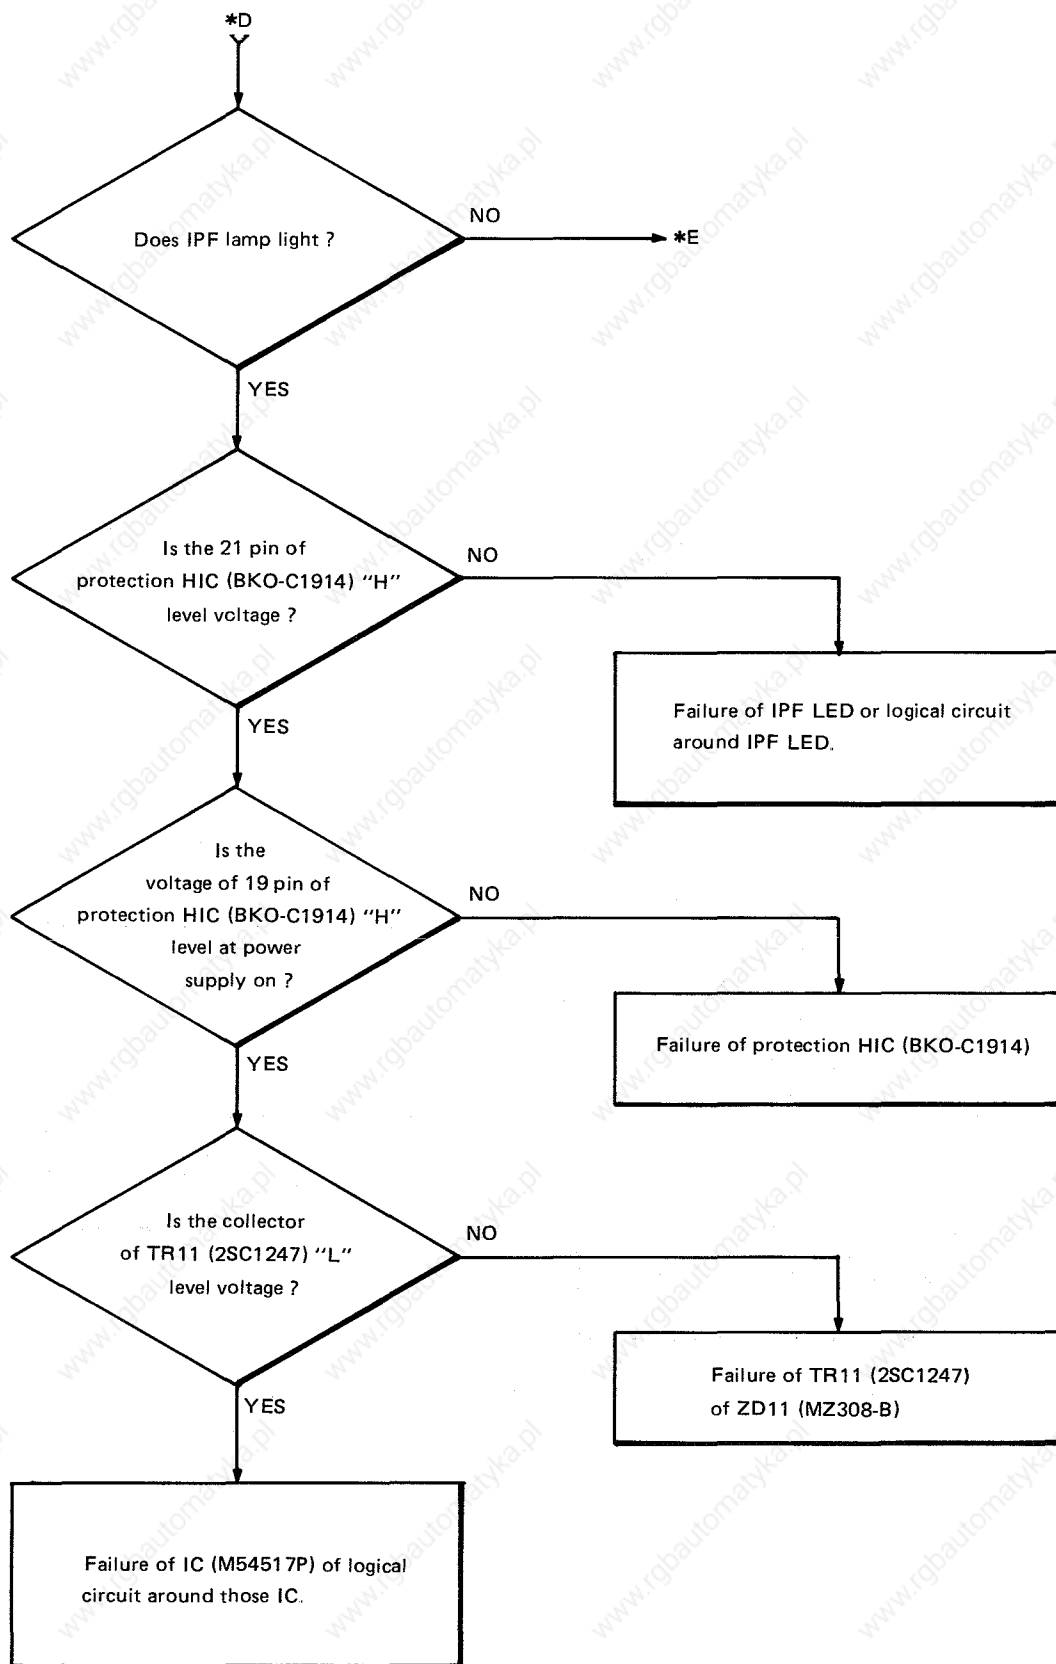 *D
Does IPF lamp light ?
NO
*E
YES
Is the 21 pin of
protection HIC (BKO-C1914) "H"
level voltage ?
NO
Failure of IPF LED or logical circuit
around IPF LED.
YES
Is the
voltage of 19 pin of
protection HIC (BKO-C1914) "H"
level at power
supply on ?
NO
Failure of protection HIC (BKO-C1914)
YES
Is the collector
of TR11 (2SC1247) "L"
level voltage ?
NO
Failure of TR11 (2SC1247)
of ZD11 (MZ308-B)
YES
Failure of IC (M54517P) of logical
circuit around those IC.
www.rgbautomatyka.pl